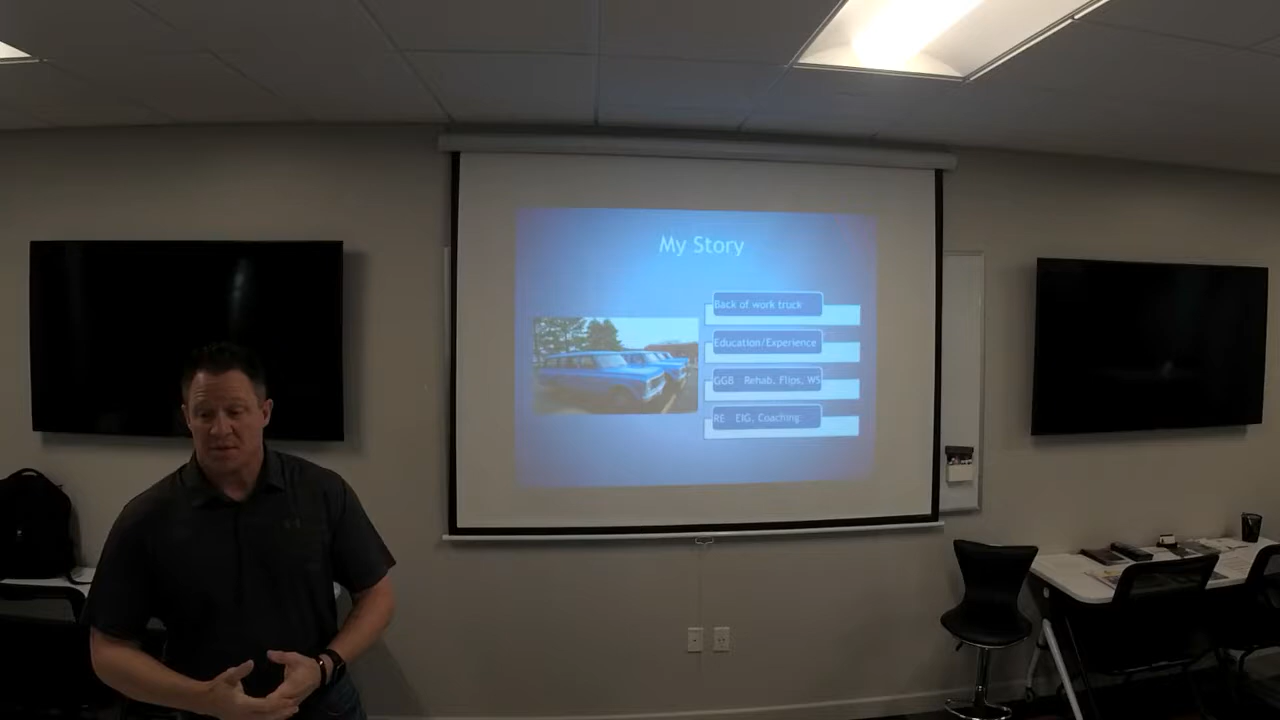 My Story
Back of work truck
Education/Experience
GGB Rehab, Flips, WS
RE EIG, Coaching